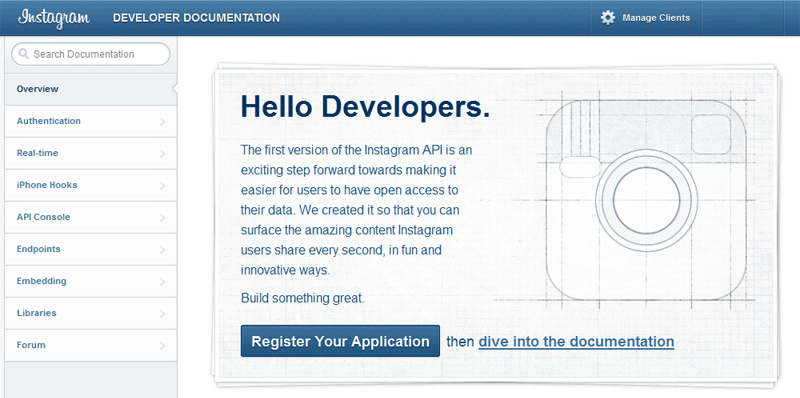 Instagram DEVELOPER DOCUMENTATION Manage Clients
Search Documentation
Overview
Authentication
Real-time
iPhone Hooks
API Console
Endpoints
Embedding
Libraries
Forum
Hello Developers.
The first version of the Instagram API is an
exciting step forward towards making it
easier for users to have open access to
their data. We created it so that you can
surface the amazing content Instagram
users share every second, in fun and
innovative ways.
Build something great.
Register Your Application then dive into the documentation